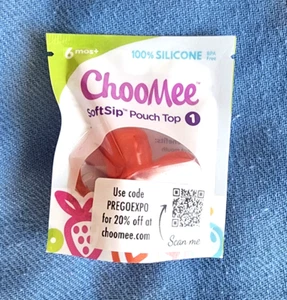 6 mos+
100% SILICONE
ChooMee™
SoftSip™ Pouch Top 1
Use code
PREGOEXPO
for 20% off at
choomee.com
Scan me